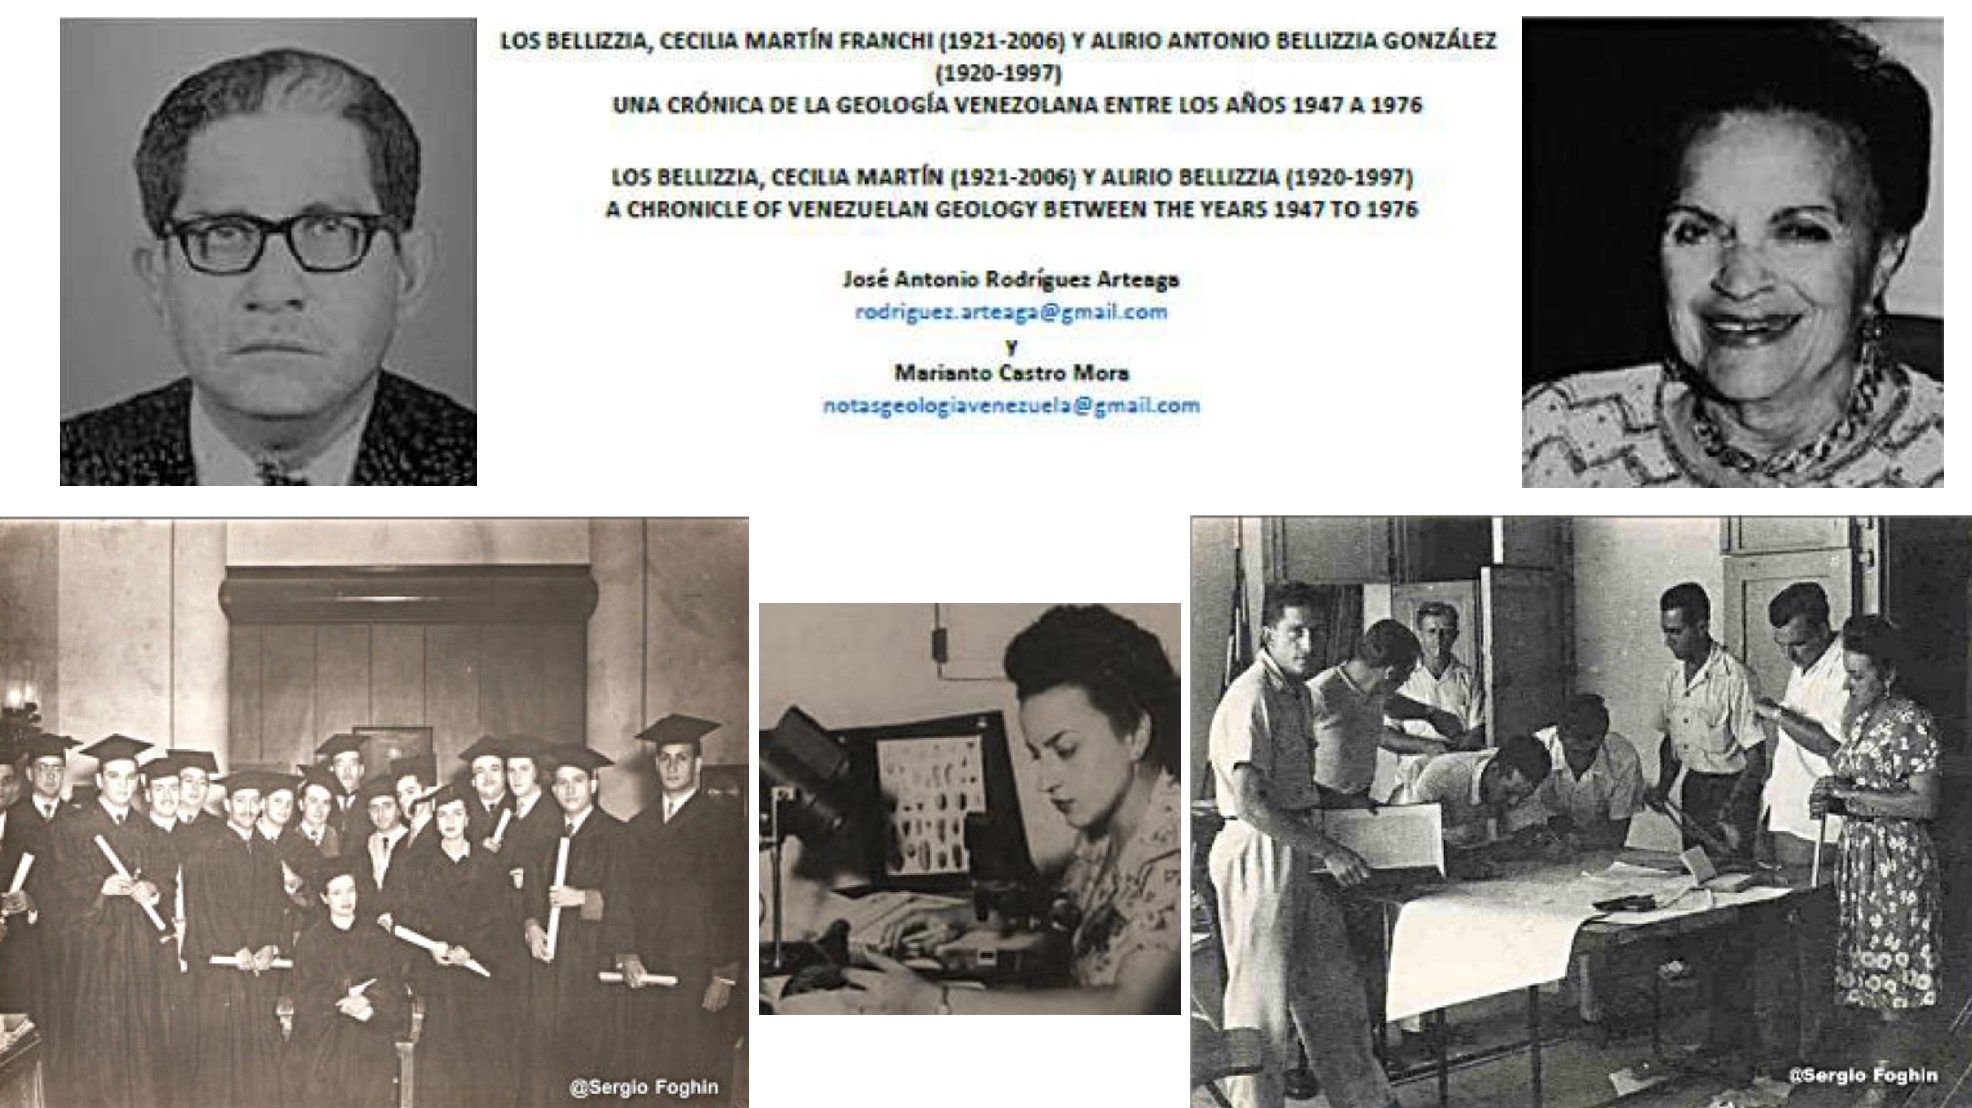 LOS BELLIZZIA, CECILIA MARTÍN FRANCHI (1921-2006) Y ALIRIO ANTONIO BELLIZZIA GONZÁLEZ
(1920-1997)
UNA CRÓNICA DE LA GEOLOGÍA VENEZOLANA ENTRE LOS AÑOS 1947 A 1976
LOS BELLIZZIA, CECILIA MARTÍN (1921-2006) Y ALIRIO BELLIZZIA (1920-1997)
A CHRONICLE OF VENEZUELAN GEOLOGY BETWEEN THE YEARS 1947 TO 1976
José Antonio Rodríguez Arteaga
rodriguez.arteaga@gmail.com
y
Marianto Castro Mora
notasgeologiavenezuela@gmail.com
@Sergio Foghin
@Sergio Foghin